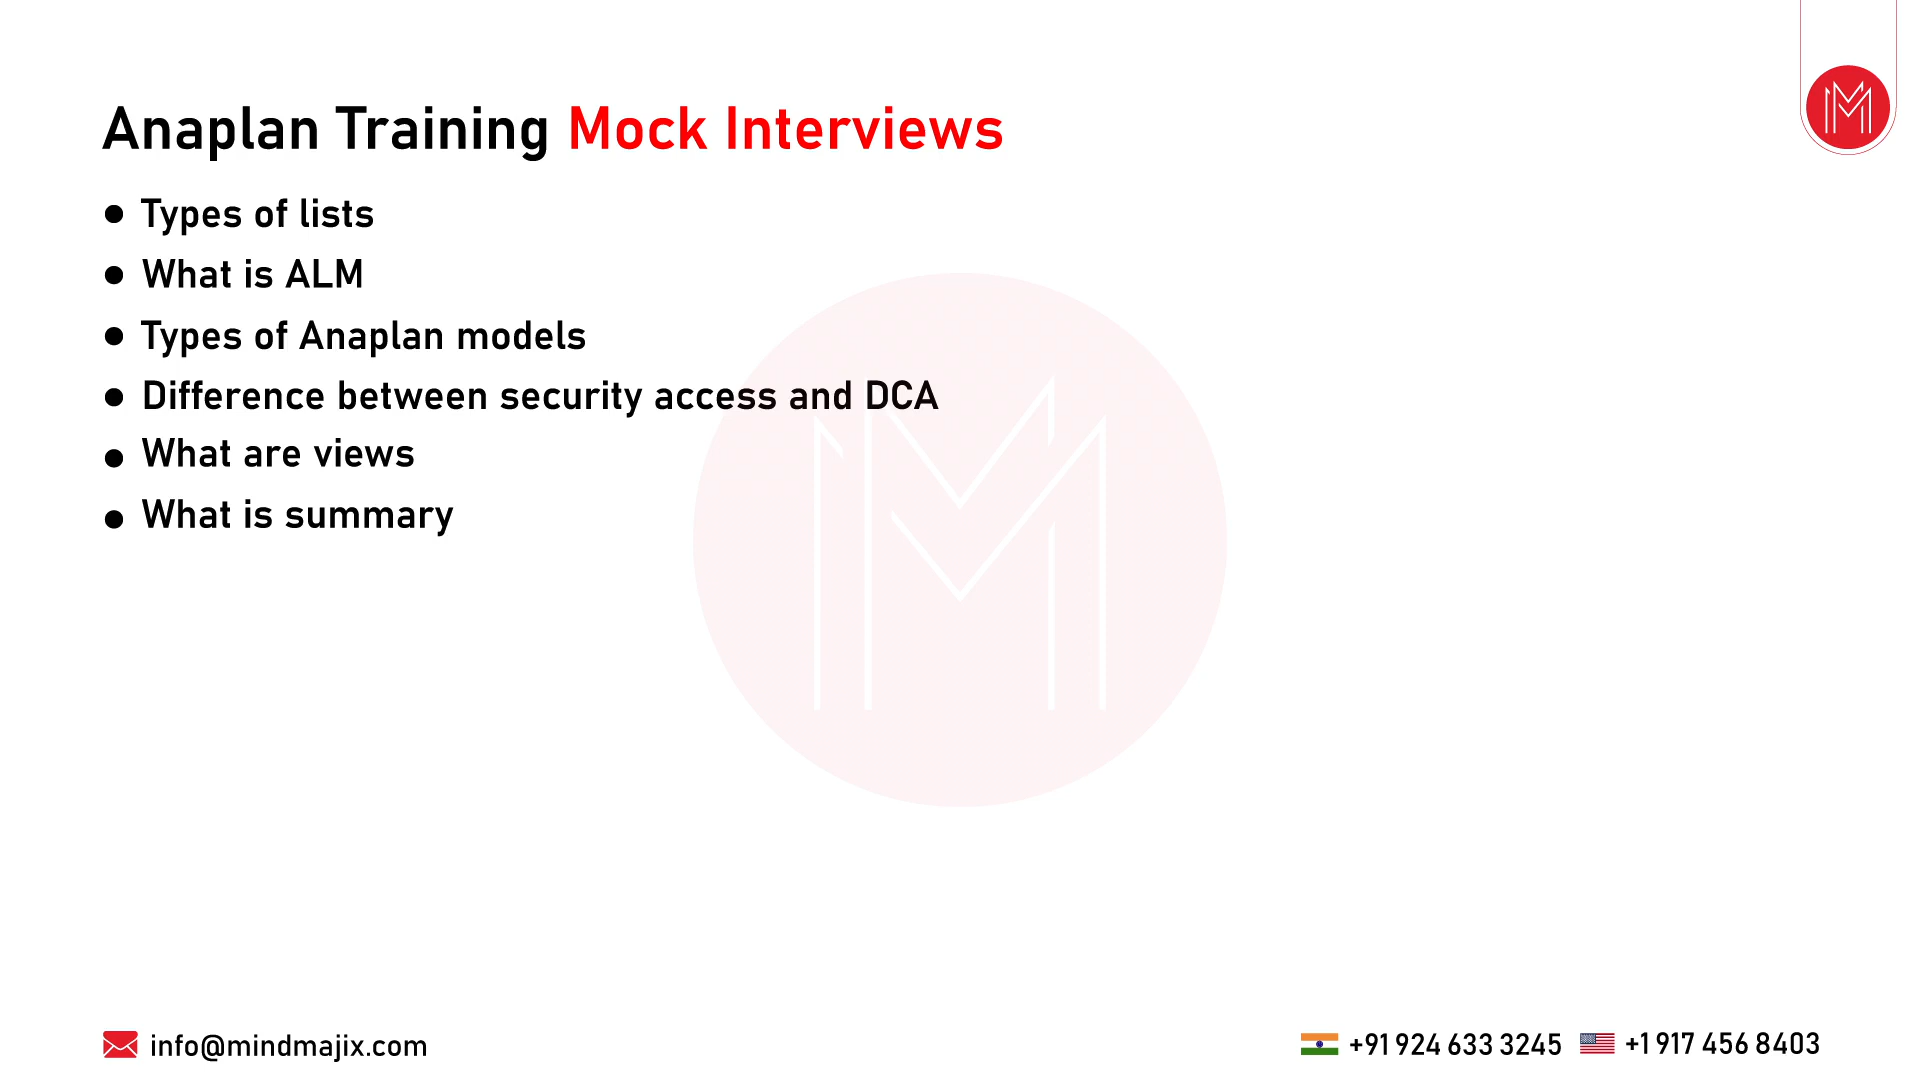 Anaplan Training Mock Interviews
● Types of lists
● What is ALM
● Types of Anaplan models
● Difference between security access and DCA
● What are views
● What is summary
info@mindmajix.com
+91 924 633 3245
+1 917 456 8403